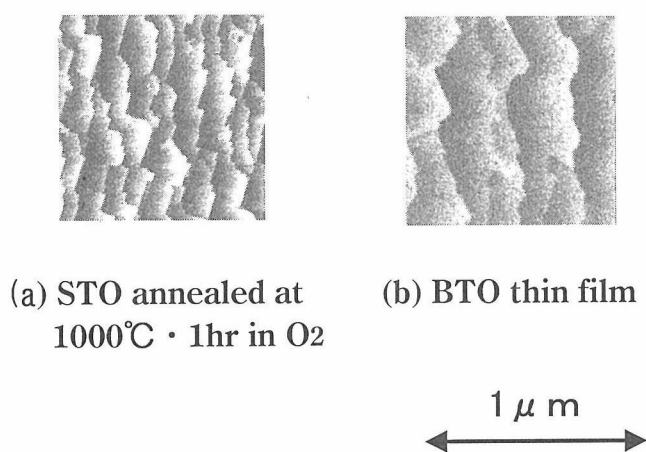 (a) STO annealed at
1000℃・1hr in O2
(b) BTO thin film
1 μ m